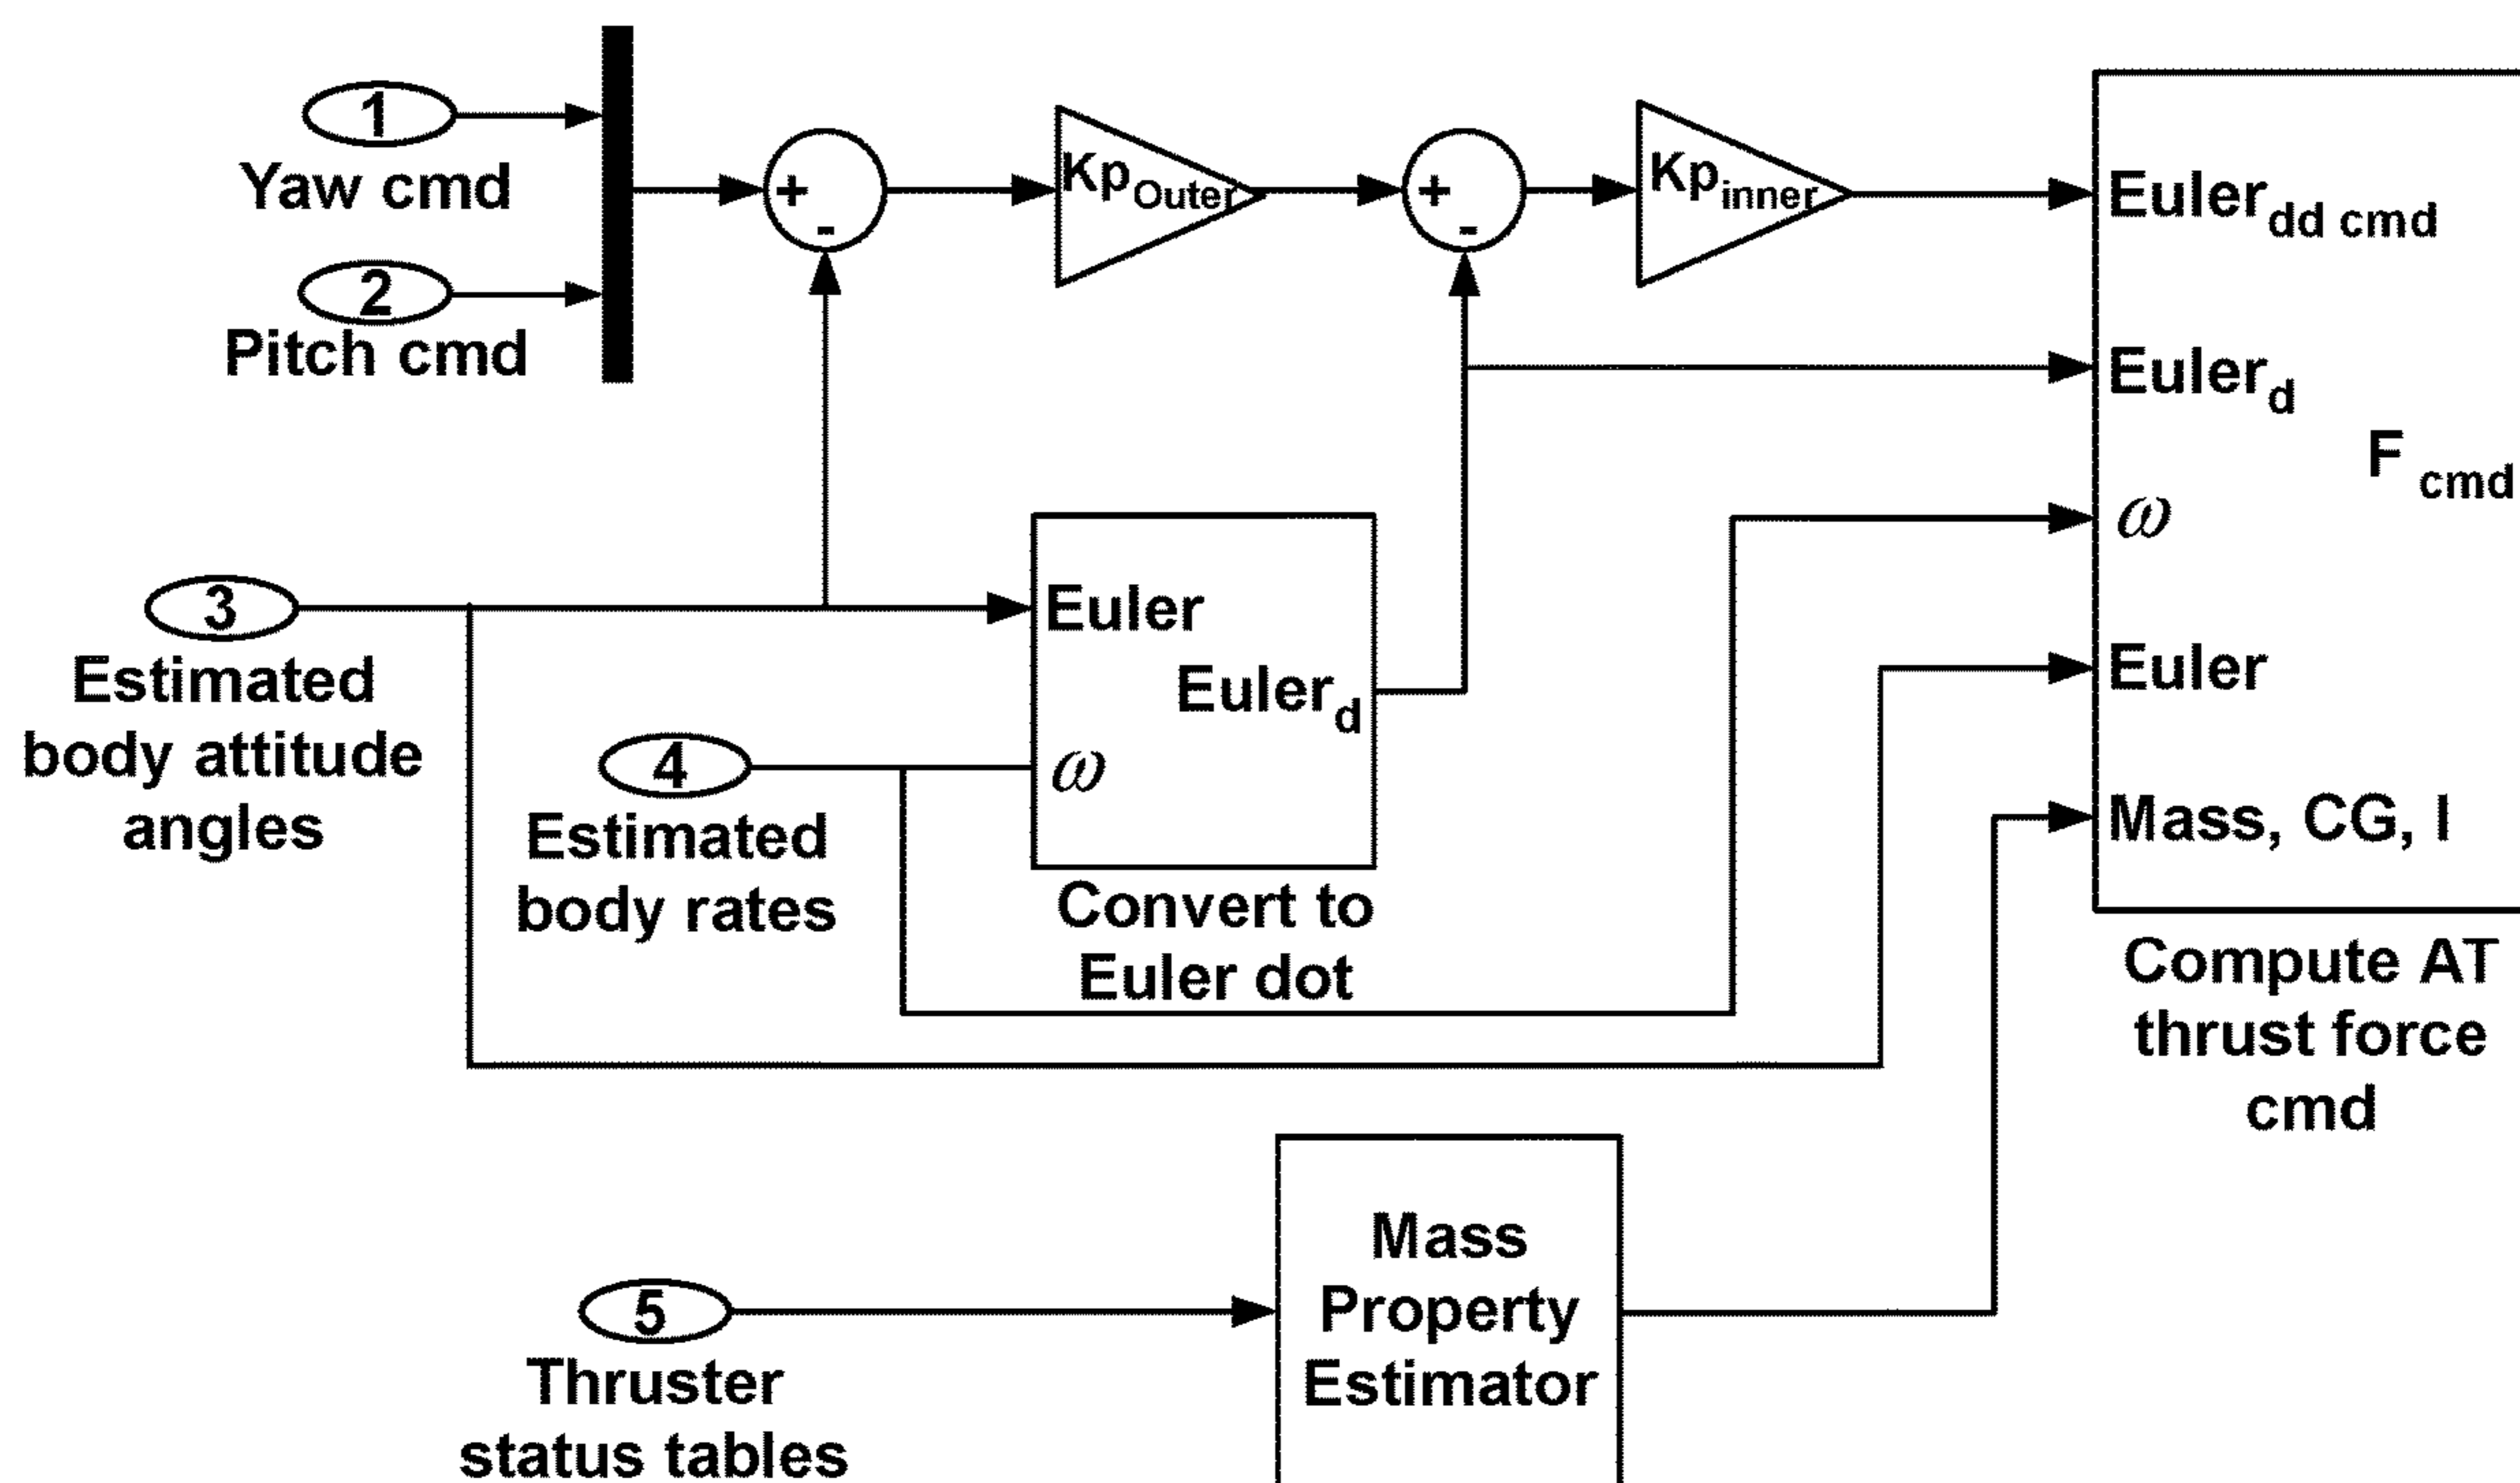 1
Yaw cmd
2
Pitch cmd
+
-
Kp Outer
+
-
Kp inner
Euler dd cmd
Euler d
F cmd
ω
Euler
Mass, CG, I
Compute AT
thrust force
cmd
3
Estimated
body attitude
angles
4
Estimated
body rates
Euler
Euler d
ω
Convert to
Euler dot
5
Thruster
status tables
Mass
Property
Estimator